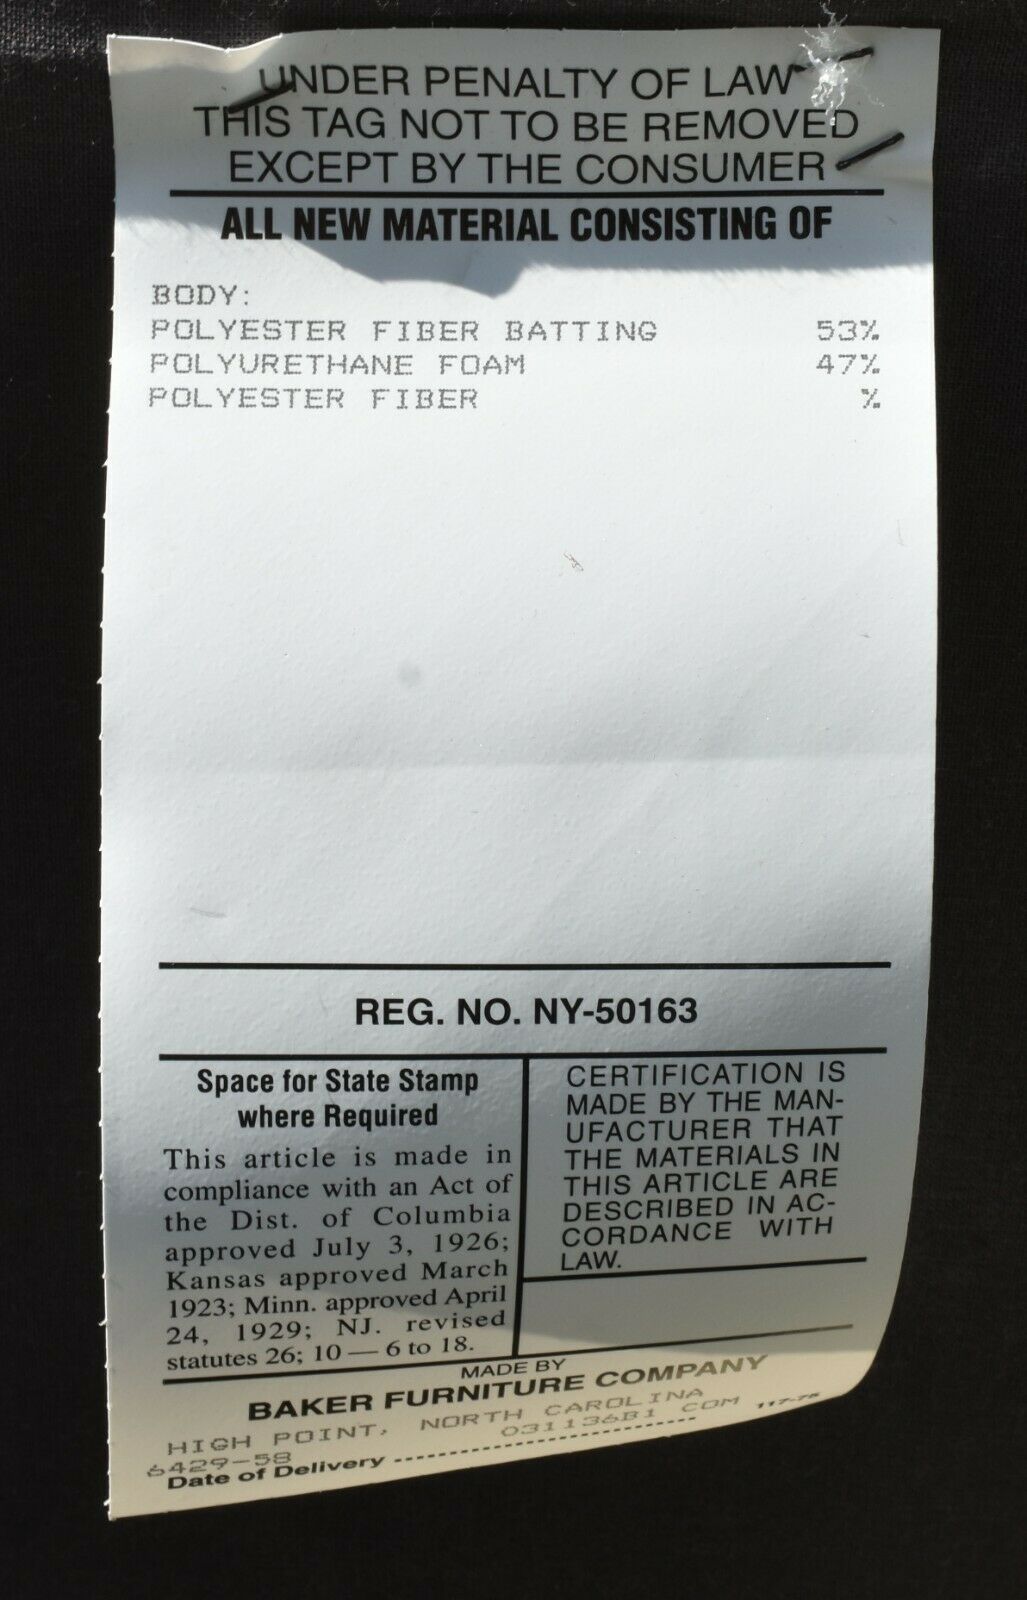 UNDER PENALTY OF LAW
THIS TAG NOT TO BE REMOVED
EXCEPT BY THE CONSUMER
ALL NEW MATERIAL CONSISTING OF
BODY:
POLYESTER FIBER BATTING 53%
POLYURETHANE FOAM 47%
POLYESTER FIBER %
REG. NO. NY-50163
Space for State Stamp
where Required
This article is made in
compliance with an Act of
the Dist. of Columbia
approved July 3, 1926;
Kansas approved March
1923; Minn. approved April
24, 1929; NJ. revised
statutes 26; 10 — 6 to 18.
CERTIFICATION IS
MADE BY THE MAN-
UFACTURER THAT
THE MATERIALS IN
THIS ARTICLE ARE
DESCRIBED IN AC-
CORDANCE WITH
LAW.
MADE BY
BAKER FURNITURE COMPANY
HIGH POINT, NORTH CAROLINA 117-75
6429-58 031136B1 COM
Date of Delivery